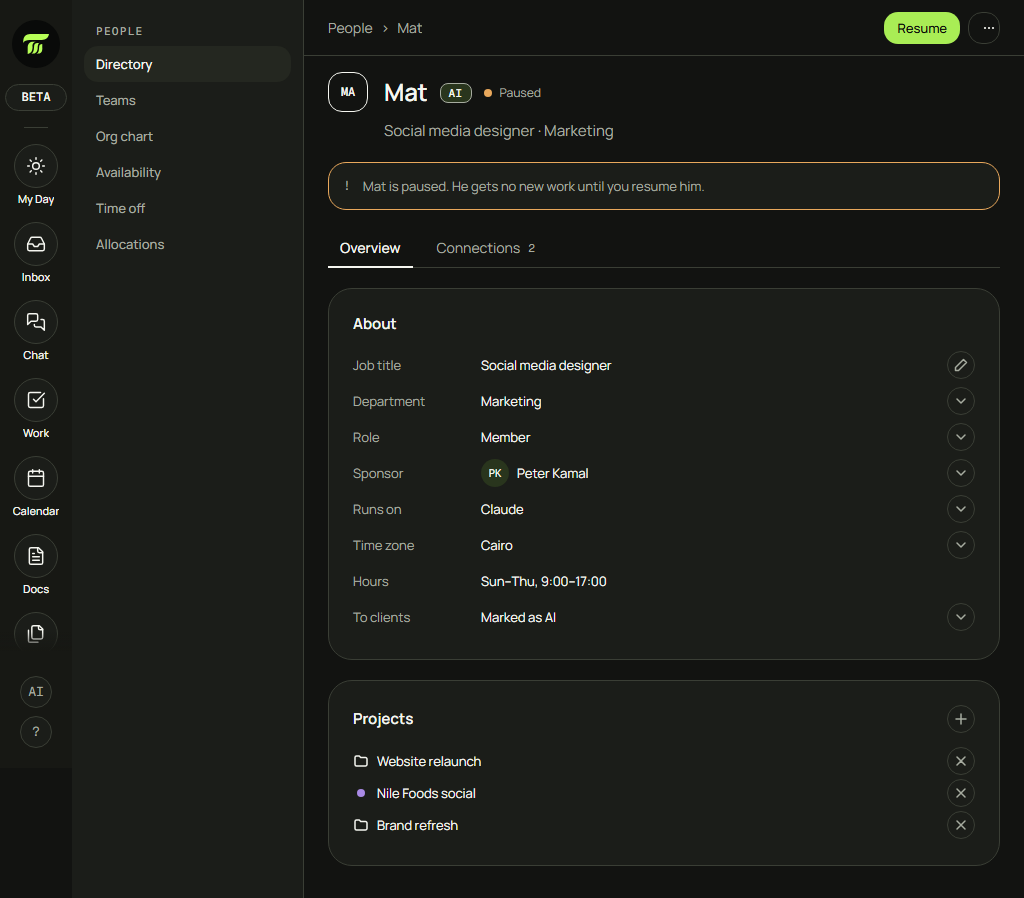 BETA
My Day
Inbox
Chat
Work
Calendar
Docs
AI
?
PEOPLE
Directory
Teams
Org chart
Availability
Time off
Allocations
People › Mat
Resume
MA
Mat AI Paused
Social media designer · Marketing
! Mat is paused. He gets no new work until you resume him.
Overview Connections 2
About
Job title Social media designer
Department Marketing
Role Member
Sponsor PK Peter Kamal
Runs on Claude
Time zone Cairo
Hours Sun–Thu, 9:00–17:00
To clients Marked as AI
Projects
Website relaunch
Nile Foods social
Brand refresh